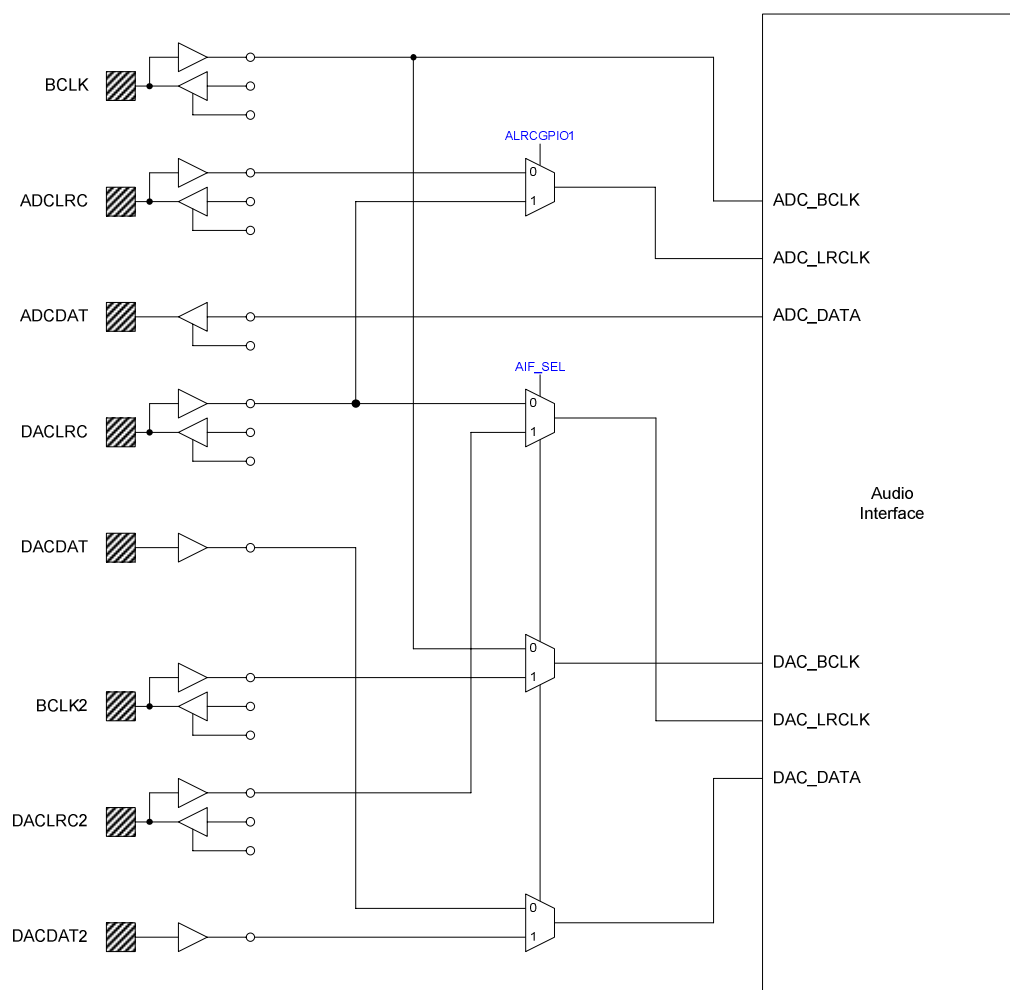 BCLK
ALRCGPIO1
0
ADCLRC
1
ADC_BCLK
ADC_LRCLK
ADCDAT
ADC_DATA
AIF_SEL
0
DACLRC
1
Audio
Interface
DACDAT
0
DAC_BCLK
1
BCLK2
DAC_LRCLK
DAC_DATA
DACLRC2
0
DACDAT2
1